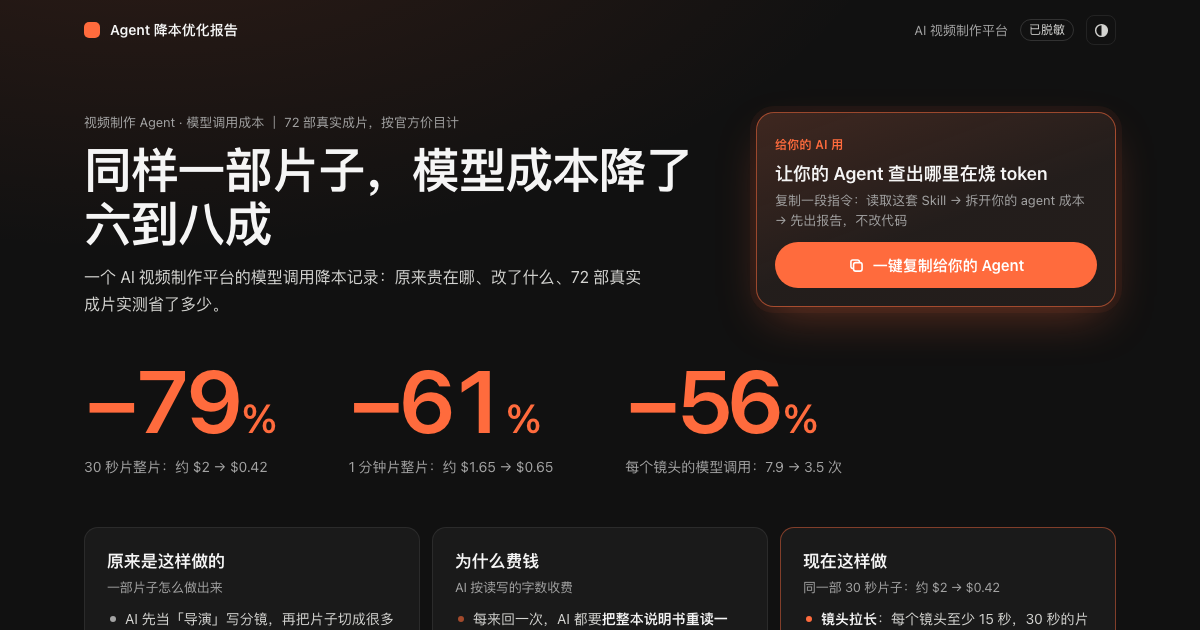 Agent 降本优化报告
AI 视频制作平台
已脱敏
视频制作 Agent · 模型调用成本 | 72 部真实成片，按官方价目计
同样一部片子，模型成本降了
六到八成
一个 AI 视频制作平台的模型调用降本记录：原来贵在哪、改了什么、72 部真实
成片实测省了多少。
给你的 AI 用
让你的 Agent 查出哪里在烧 token
复制一段指令：读取这套 Skill → 拆开你的 agent 成本
→ 先出报告，不改代码
一键复制给你的 Agent
−79%
30 秒片整片：约 $2 → $0.42
−61%
1 分钟片整片：约 $1.65 → $0.65
−56%
每个镜头的模型调用：7.9 → 3.5 次
原来是这样做的
一部片子怎么做出来
AI 先当「导演」写分镜，再把片子切成很多
为什么费钱
AI 按读写的字数收费
每来回一次，AI 都要把整本说明书重读一
现在这样做
同一部 30 秒片子：约 $2 → $0.42
镜头拉长：每个镜头至少 15 秒，30 秒的片